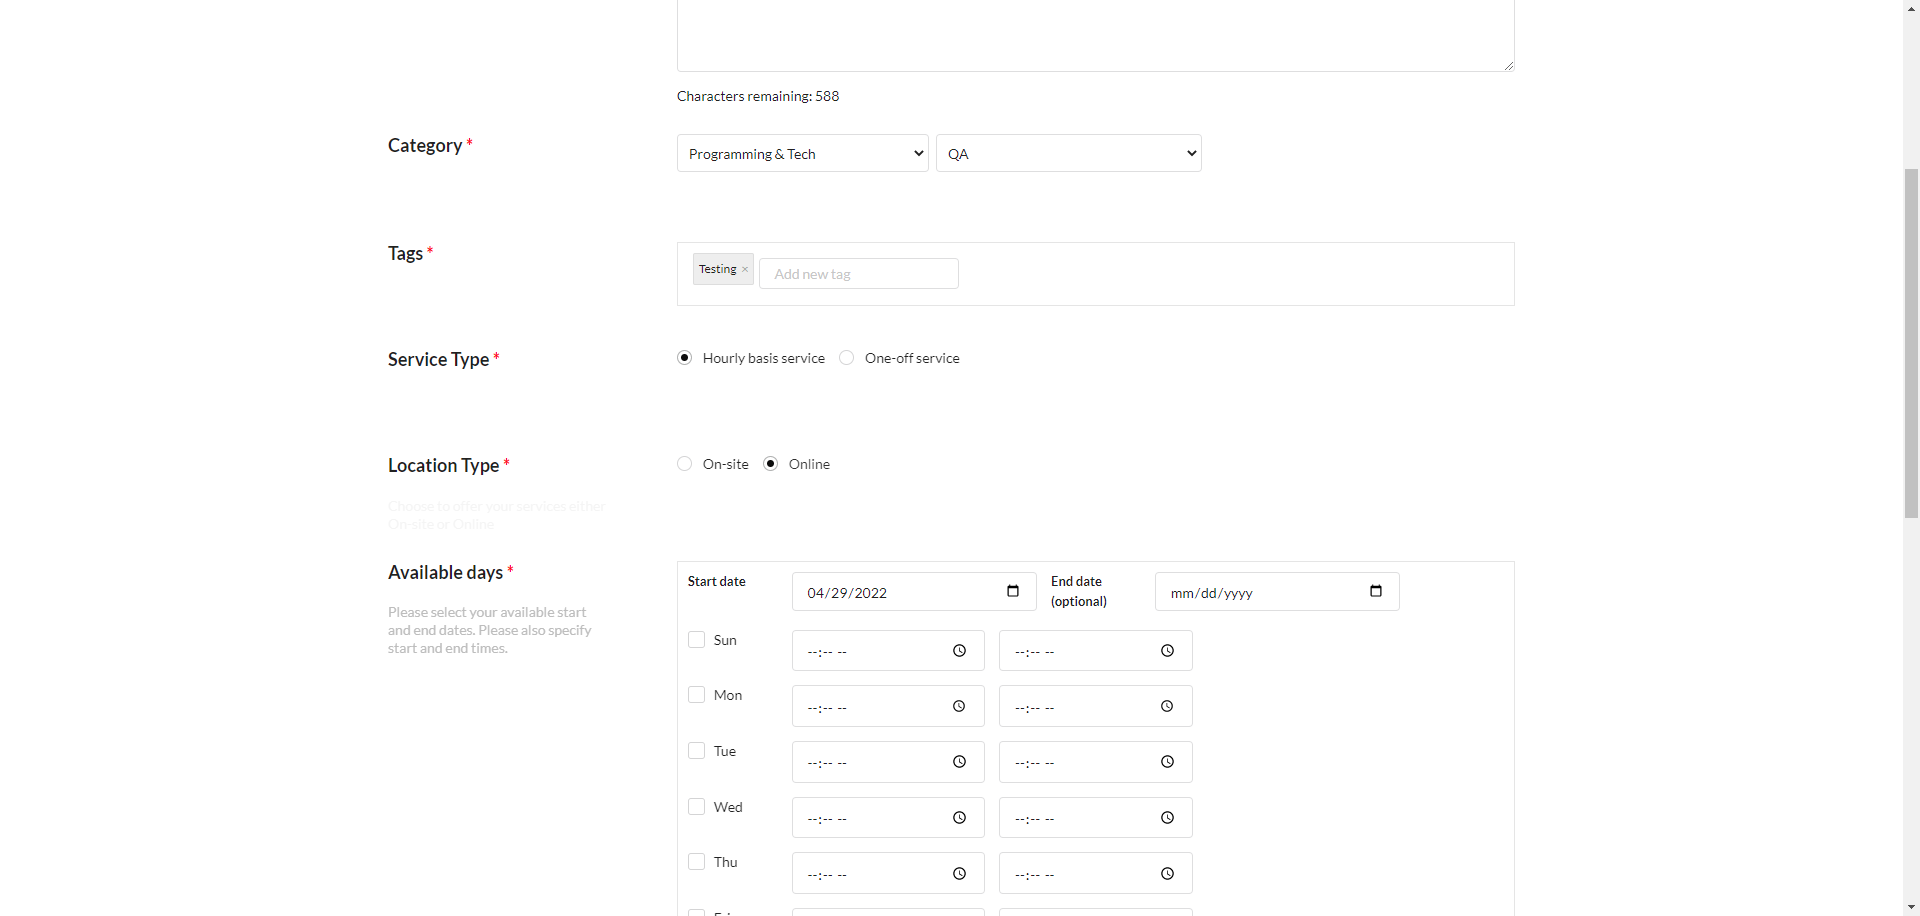 Characters remaining: 588
Category *
Programming & Tech
QA
Tags *
Testing ×
Add new tag
Service Type *
Hourly basis service
One-off service
Location Type *
On-site
Online
Choose to offer your services either
On-site or Online
Available days *
Please select your available start
and end dates. Please also specify
start and end times.
Start date
04/29/2022
End date
(optional)
mm/dd/yyyy
Sun
--:-- --
--:-- --
Mon
--:-- --
--:-- --
Tue
--:-- --
--:-- --
Wed
--:-- --
--:-- --
Thu
--:-- --
--:-- --